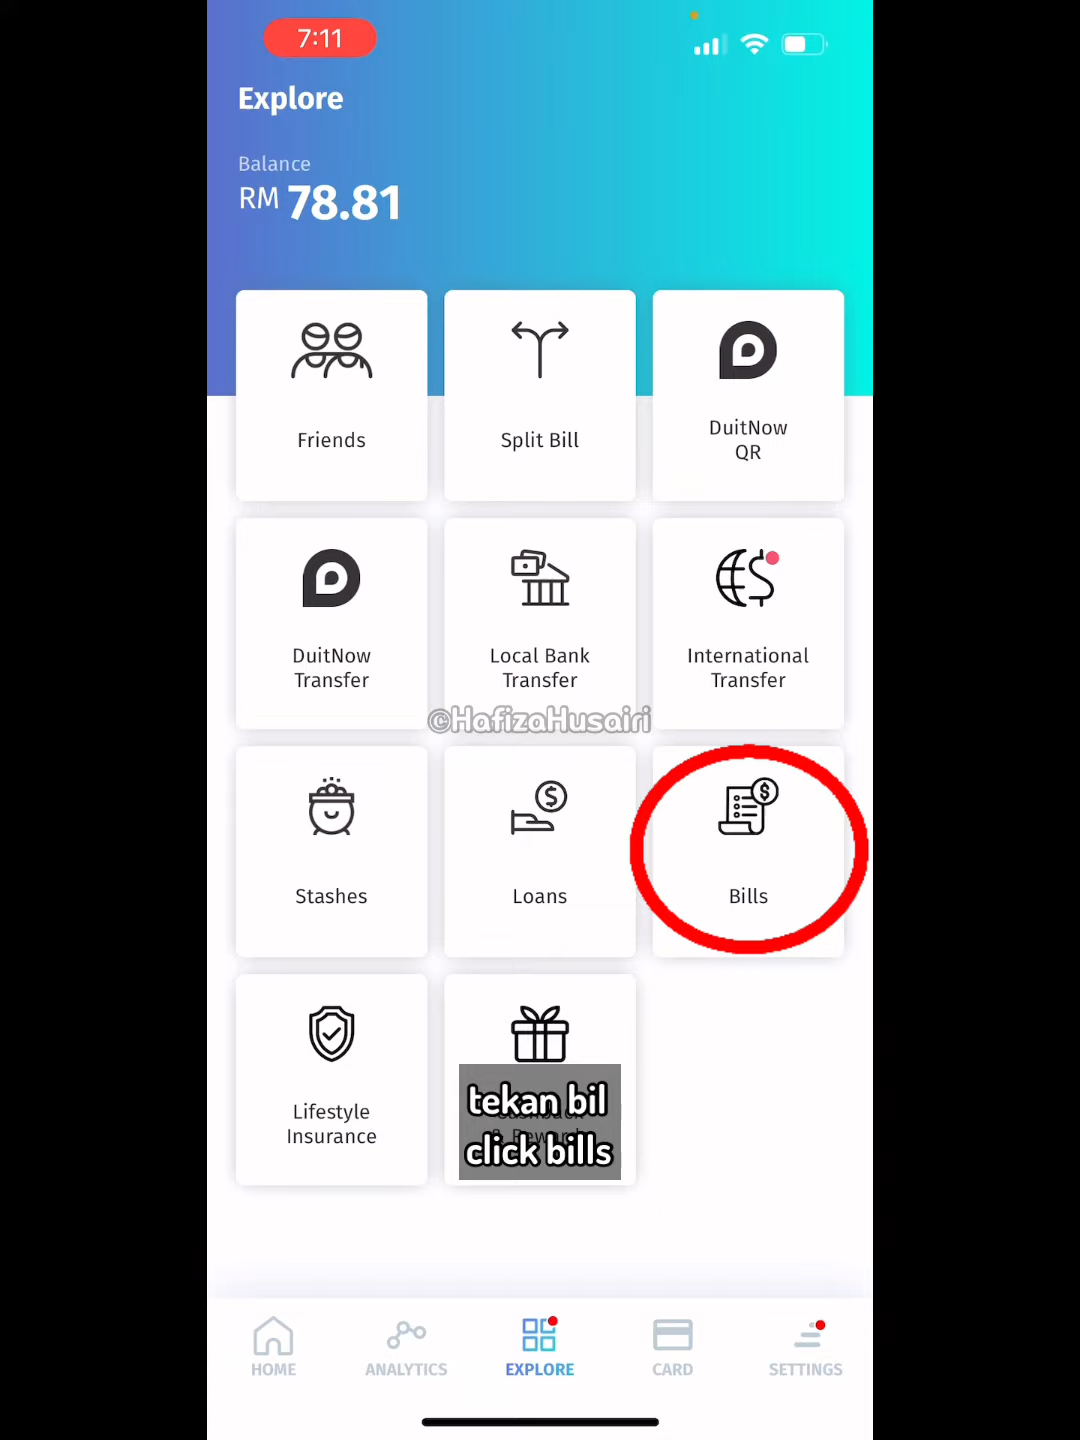 7:11
Explore
Balance
RM 78.81
Friends
Split Bill
DuitNow
QR
DuitNow
Transfer
Local Bank
Transfer
International
Transfer
©HafizaHusairi
Stashes
Loans
Bills
Lifestyle
Insurance
tekan bil
click bills
HOME
ANALYTICS
EXPLORE
CARD
SETTINGS